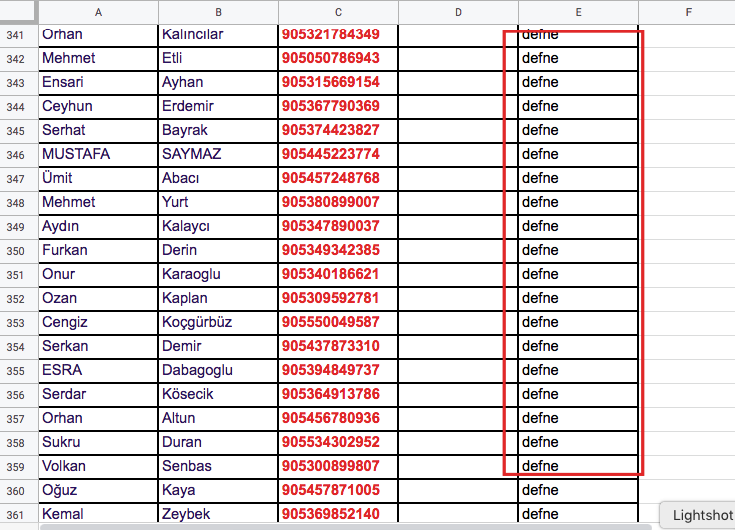 A B C D E F
341 Orhan Kalıncılar 905321784349 defne
342 Mehmet Etli 905050786943 defne
343 Ensari Ayhan 905315669154 defne
344 Ceyhun Erdemir 905367790369 defne
345 Serhat Bayrak 905374423827 defne
346 MUSTAFA SAYMAZ 905445223774 defne
347 Ümit Abacı 905457248768 defne
348 Mehmet Yurt 905380899007 defne
349 Aydın Kalaycı 905347890037 defne
350 Furkan Derin 905349342385 defne
351 Onur Karaoglu 905340186621 defne
352 Ozan Kaplan 905309592781 defne
353 Cengiz Koçgürbüz 905550049587 defne
354 Serkan Demir 905437873310 defne
355 ESRA Dabagoglu 905394849737 defne
356 Serdar Kösecik 905364913786 defne
357 Orhan Altun 905456780936 defne
358 Sukru Duran 905534302952 defne
359 Volkan Senbas 905300899807 defne
360 Oğuz Kaya 905457871005 defne
361 Kemal Zeybek 905369852140 defne
Lightshot